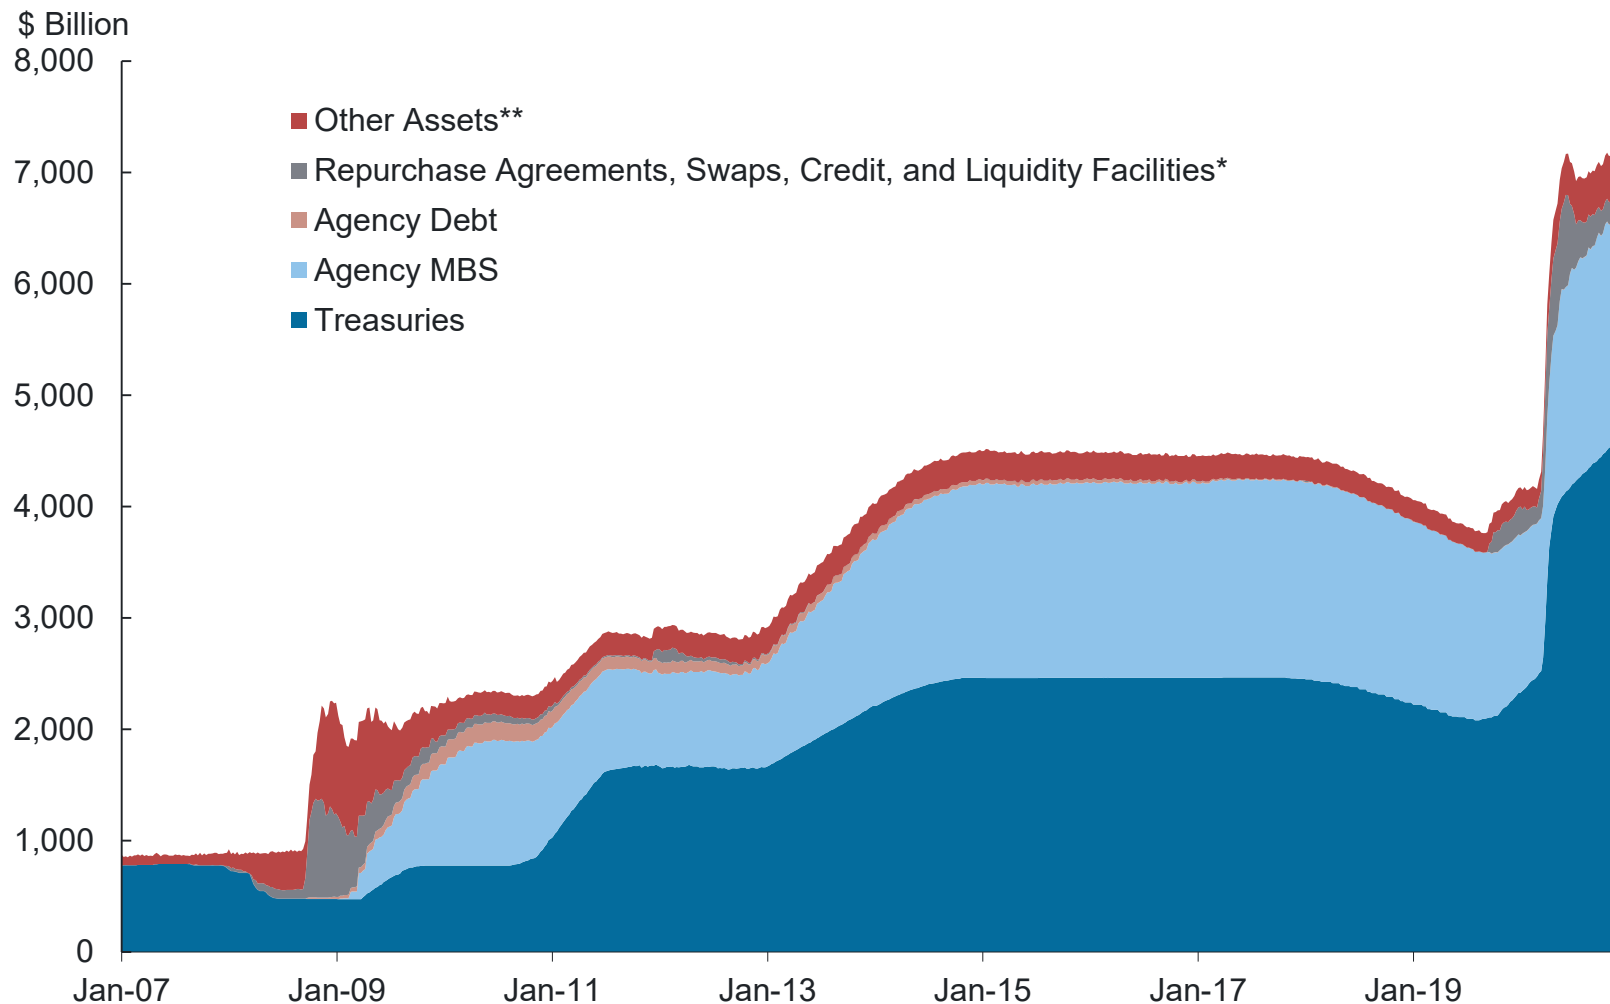 $ Billion
8,000
7,000
6,000
5,000
4,000
3,000
2,000
1,000
0
Other Assets**
Repurchase Agreements, Swaps, Credit, and Liquidity Facilities*
Agency Debt
Agency MBS
Treasuries
Jan-07 Jan-09 Jan-11 Jan-13 Jan-15 Jan-17 Jan-19